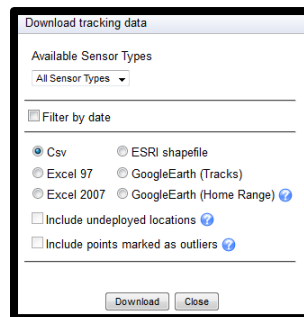 Download tracking data
Available Sensor Types
All Sensor Types
Filter by date
Csv ESRI shapefile
Excel 97 GoogleEarth (Tracks)
Excel 2007 GoogleEarth (Home Range) ?
Include undeployed locations ?
Include points marked as outliers ?
Download Close